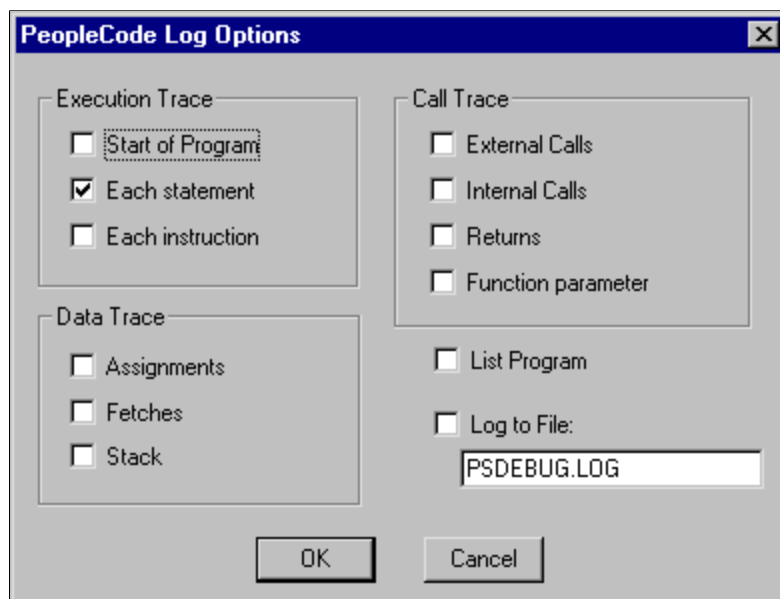 PeopleCode Log Options
Execution Trace
Start of Program
Each statement
Each instruction
Data Trace
Assignments
Fetches
Stack
Call Trace
External Calls
Internal Calls
Returns
Function parameter
List Program
Log to File:
PSDEBUG.LOG
OK
Cancel